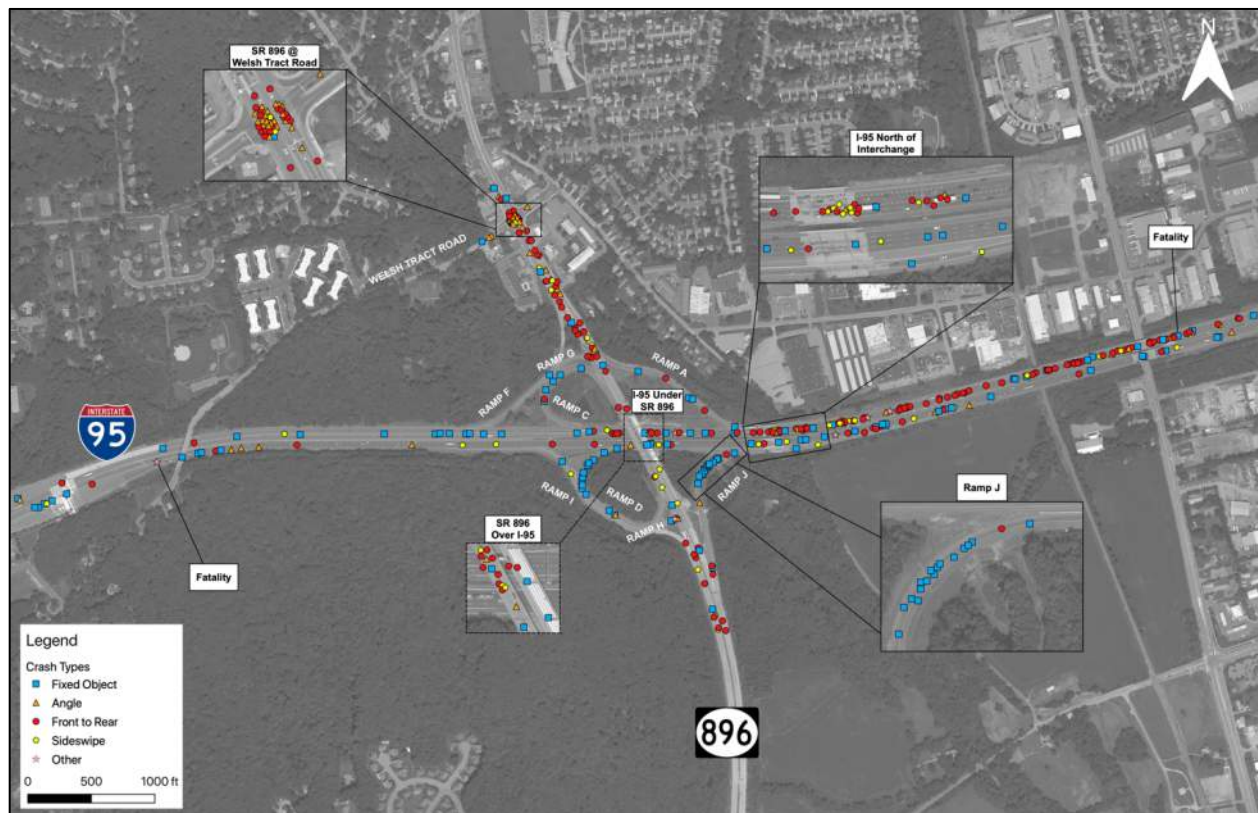 N
SR 896 @
Welsh Tract Road
I-95 North of
Interchange
Fatality
WELSH TRACT ROAD
RAMP G
RAMP A
RAMP F
RAMP C
I-95 Under
SR 896
INTERSTATE
95
RAMP I
RAMP D
RAMP J
RAMP H
Ramp J
SR 896
Over I-95
Fatality
896
Legend
Crash Types
Fixed Object
Angle
Front to Rear
Sideswipe
Other
0 500 1000 ft